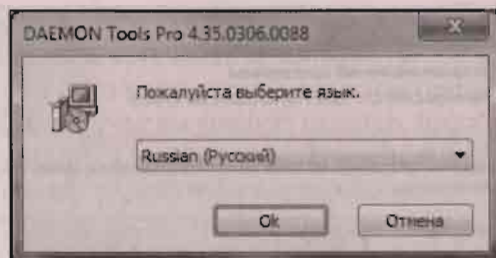 DAEMON Tools Pro 4.35.0306.0088
Пожалуйста выберите язык.
Russian (Русский)
Ok
Отмена